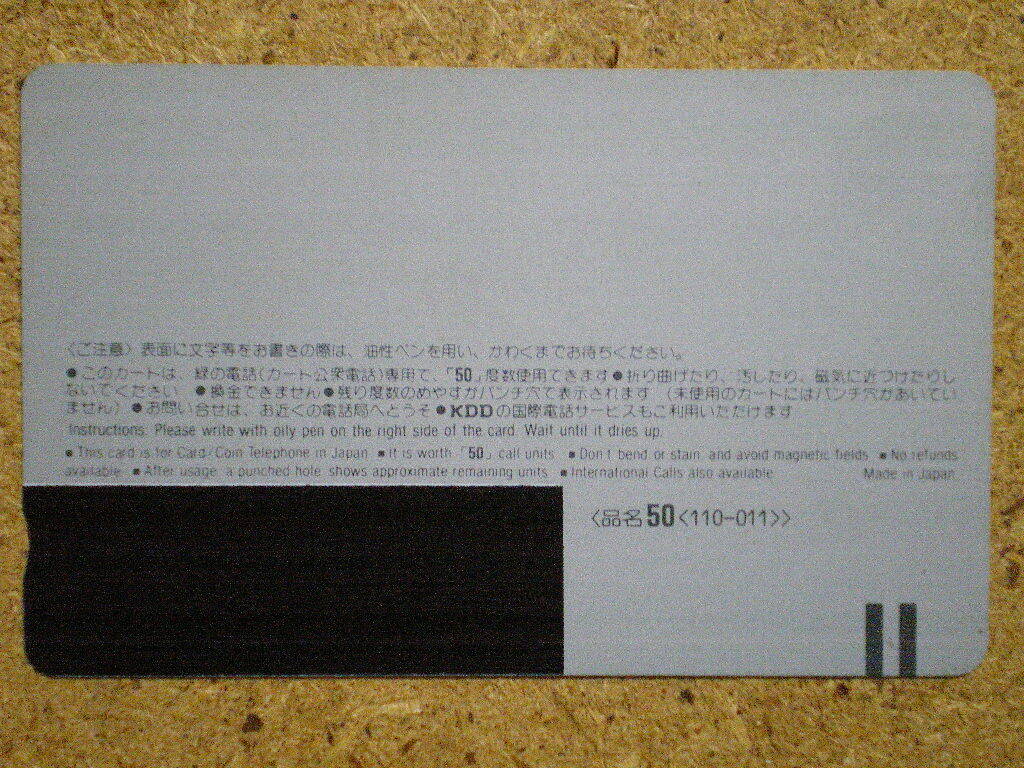 〈ご注意〉表面に文字等をお書きの際は、油性ペンを用い、かわくまでお待ちください。
●このカードは、緑の電話(カード公衆電話)専用で、「50」度数使用できます●折り曲げたり、汚したり、磁気に近づけたりし
ないでください ●換金できません●残り度数のめやすがパンチ穴で表示されます (未使用のカードにはパンチ穴があいてい
ません) ●お問い合せは、お近くの電話局へどうぞ ●KDDの国際電話サービスもご利用いただけます
Instructions: Please write with oily pen on the right side of the card. Wait until it dries up.
■This card is for Card/Coin Telephone in Japan ■It is worth「50」call units ■Don't bend or stain, and avoid magnetic fields ■No refunds
available ■After usage, a punched hole shows approximate remaining units ■International Calls also available Made in Japan.
〈品名50<110-011>〉